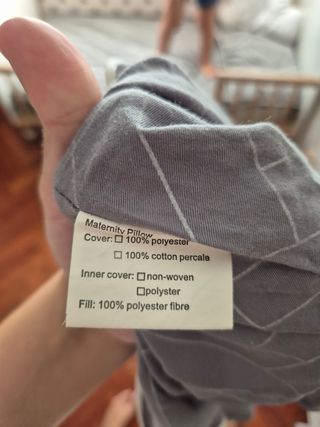 Maternity Pillow
Cover: ☐ 100% polyester
☐ 100% cotton percale
Inner cover: ☐non-woven
☐polyster
Fill: 100% polyester fibre